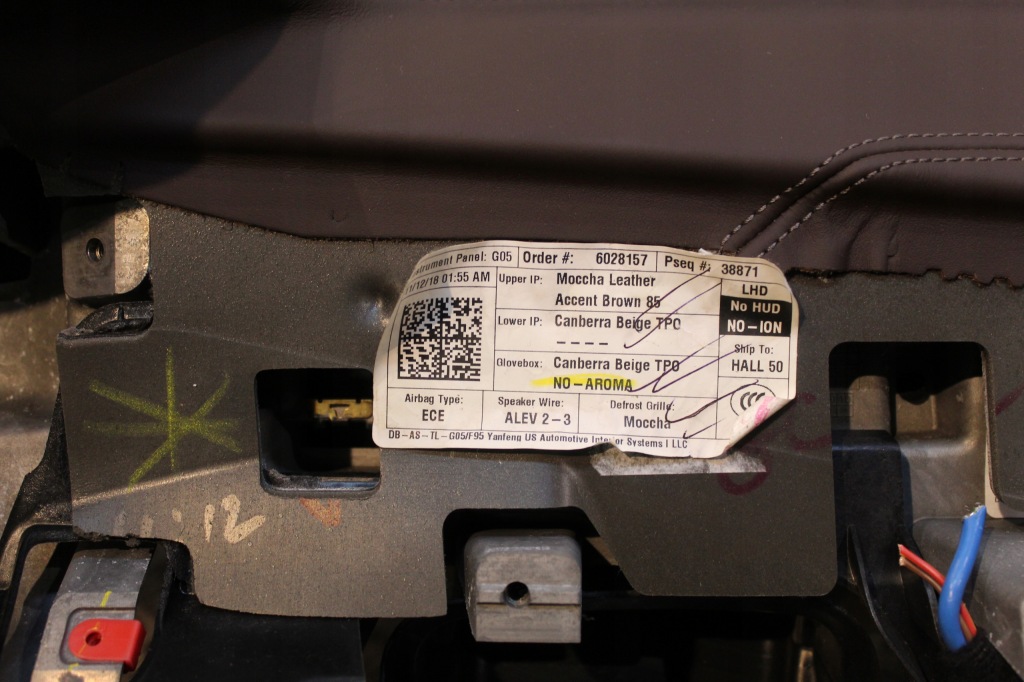 Instrument Panel: G05 Order #: 6028157 Pseq #: 38871
1/12/18 01:55 AM
Upper IP: Moccha Leather
Accent Brown 85
Lower IP: Canberra Beige TPO
----
Glovebox: Canberra Beige TPO
NO-AROMA
LHD
No HUD
NO-ION
Ship To:
HALL 50
Airbag Type:
ECE
Speaker Wire:
ALEV 2-3
Defrost Grille:
Moccha
DB-AS-TL-G05/F95 Yanfeng US Automotive Interior Systems I LLC
12